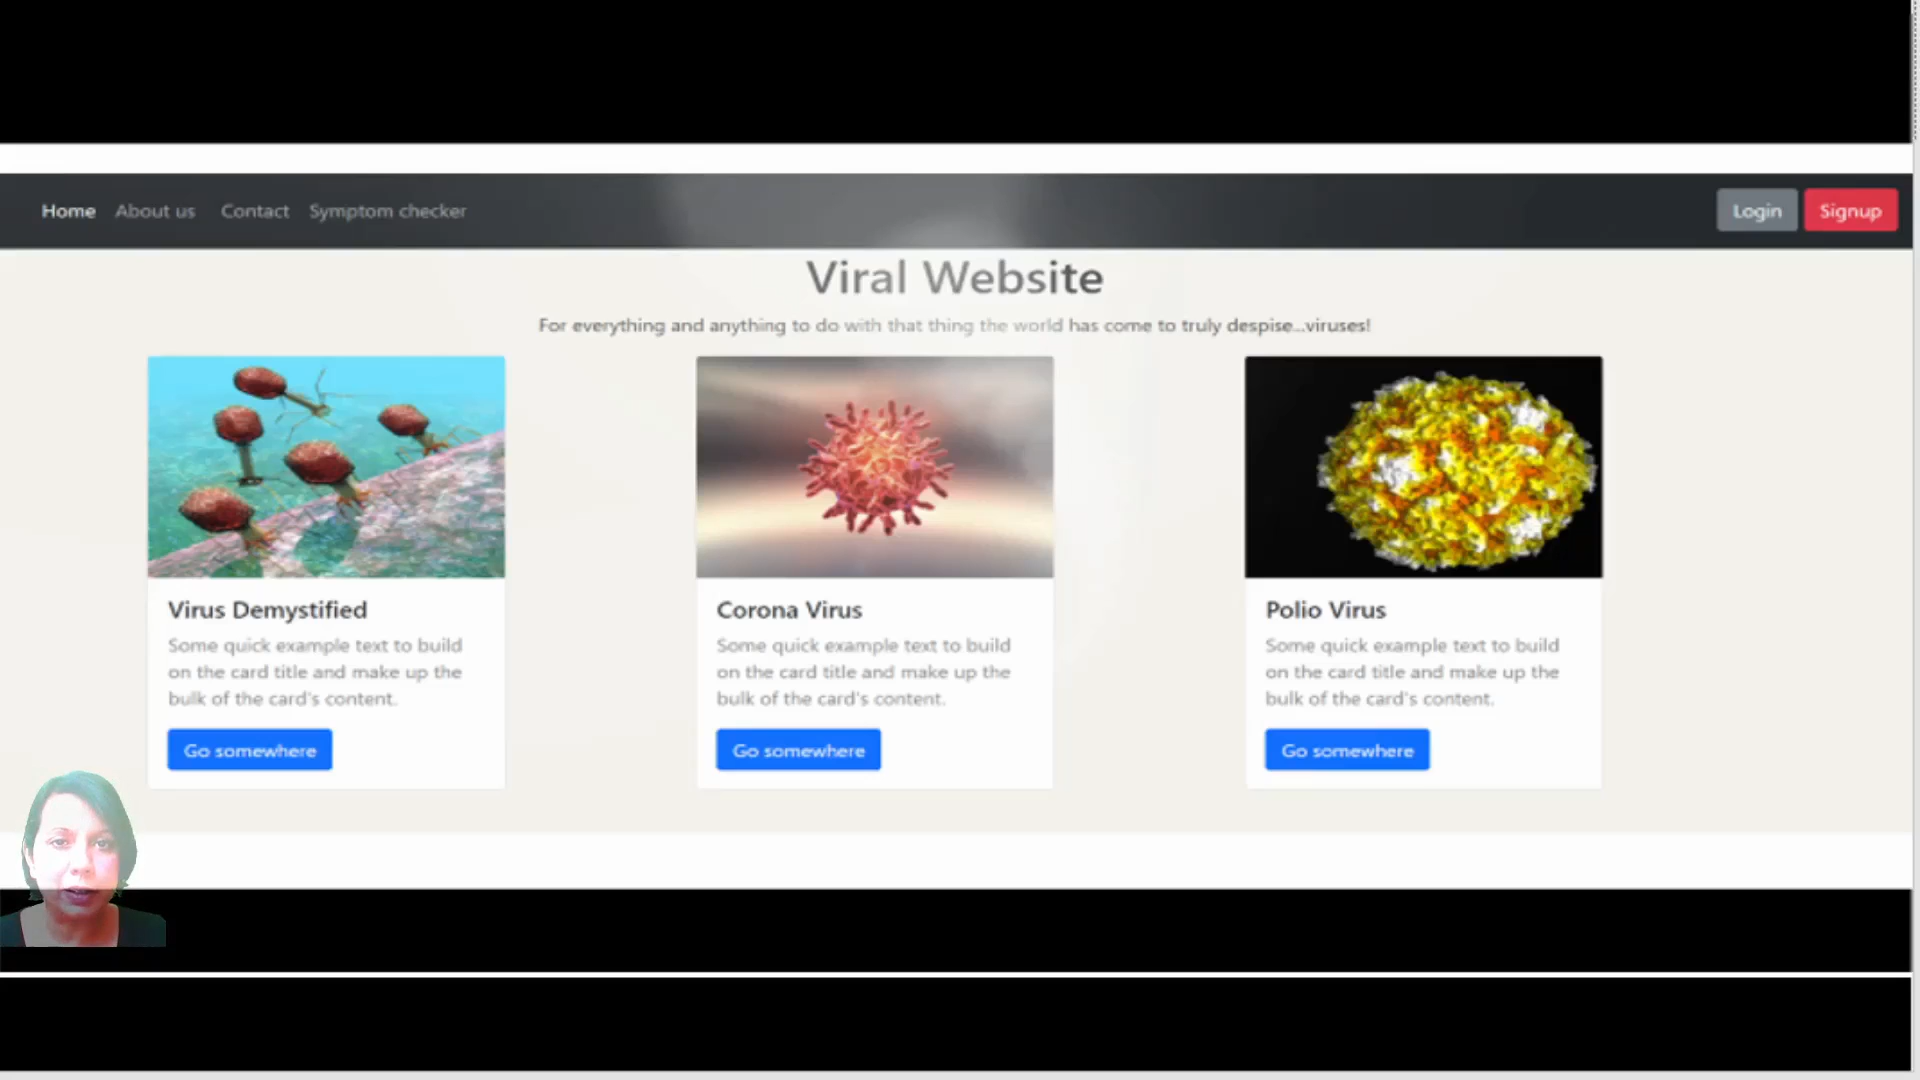 Home About us Contact Symptom checker Login Signup
Viral Website
For everything and anything to do with that thing the world has come to truly despise...viruses!
Virus Demystified
Some quick example text to build
on the card title and make up the
bulk of the card's content.
Go somewhere
Corona Virus
Some quick example text to build
on the card title and make up the
bulk of the card's content.
Go somewhere
Polio Virus
Some quick example text to build
on the card title and make up the
bulk of the card's content.
Go somewhere